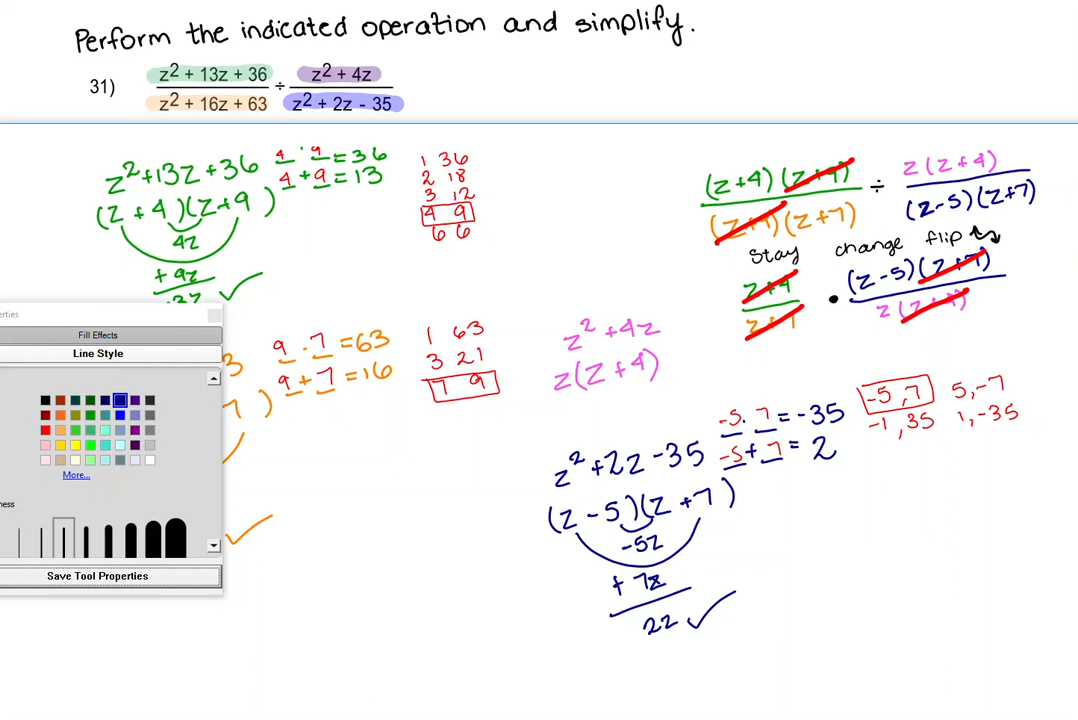 Perform the indicated operation and simplify.
31) z² + 13z + 36 / z² + 16z + 63 ÷ z² + 4z / z² + 2z - 35
z²+13z+36
(z + 4)(z+9)
4z
+ 9z
4 · 9 = 36
4 + 9 = 13
1 36
2 18
3 12
4 9
6 6
(z+4)(z+9) / (z+9)(z+7) ÷ z(z+4) / (z-5)(z+7)
Stay change flip
z+4 / z+7 · (z-5)(z+7) / z(z+4)
perties
Fill Effects
Line Style
More...
ness
Save Tool Properties
3
7 )
9 · 7 = 63
9 + 7 = 16
1 63
3 21
7 9
z² +4z
z(z+4)
z²+2z-35
(z - 5)(z +7)
-5z
+ 7z
2z
-5 · 7 = -35
-5 + 7 = 2
-5, 7 5, -7
-1, 35 1, -35